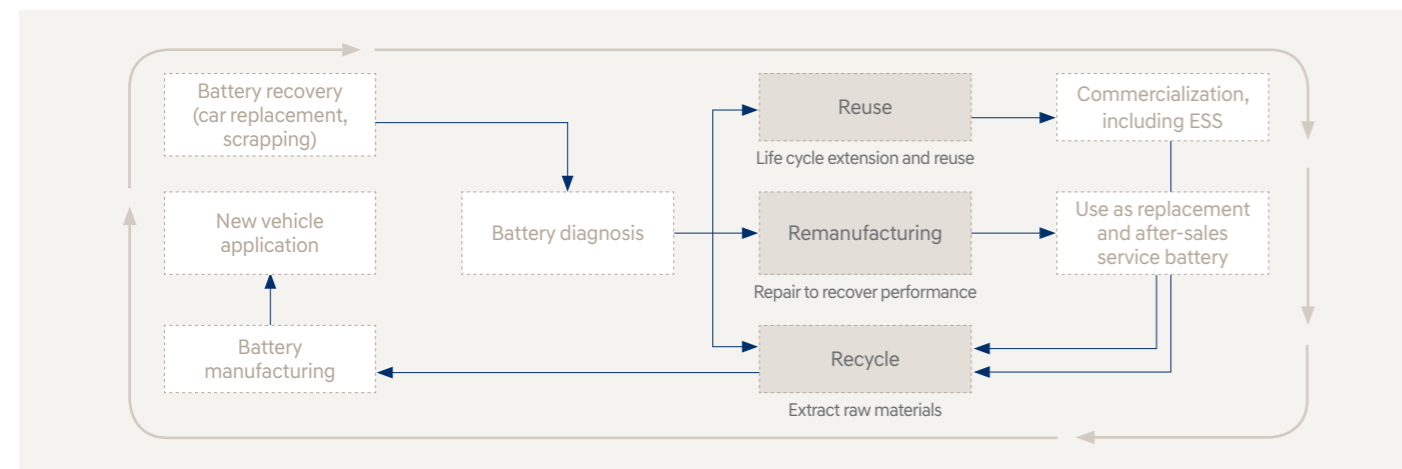 Battery recovery
(car replacement,
scrapping)
New vehicle
application
Battery
manufacturing
Battery diagnosis
Reuse
Life cycle extension and reuse
Remanufacturing
Repair to recover performance
Recycle
Extract raw materials
Commercialization,
including ESS
Use as replacement
and after-sales
service battery